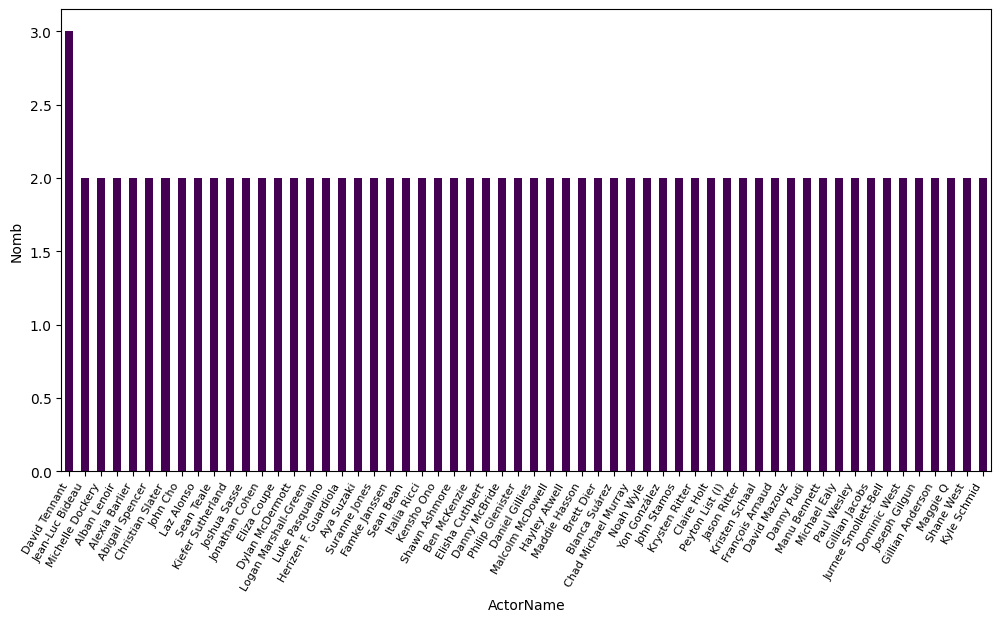 3.0
2.5
2.0
1.5
1.0
0.5
0.0
Nomb
David Tennant
Jean-Luc Bideau
Michelle Dockery
Alban Lenoir
Alexia Barlier
Abigail Spencer
Christian Slater
John Cho
Laz Alonso
Sean Teale
Kiefer Sutherland
Joshua Sasse
Jonathan Cohen
Eliza Coupe
Dylan McDermott
Logan Marshall-Green
Luke Pasqualino
Herizen F. Guardiola
Aya Suzaki
Suranne Jones
Famke Janssen
Sean Bean
Italia Ricci
Kensho Ono
Shawn Ashmore
Ben McKenzie
Elisha Cuthbert
Danny McBride
Philip Glenister
Daniel Gillies
Malcolm McDowell
Hayley Atwell
Maddie Hasson
Brett Dier
Blanca Suárez
Chad Michael Murray
Noah Wyle
Yon González
John Stamos
Krysten Ritter
Claire Holt
Peyton List (I)
Jason Ritter
Kristen Schaal
François Arnaud
David Mazouz
Danny Pudi
Manu Bennett
Michael Ealy
Paul Wesley
Gillian Jacobs
Jurnee Smollett-Bell
Dominic West
Joseph Gilgun
Gillian Anderson
Maggie Q
Shane West
Kyle Schmid
ActorName